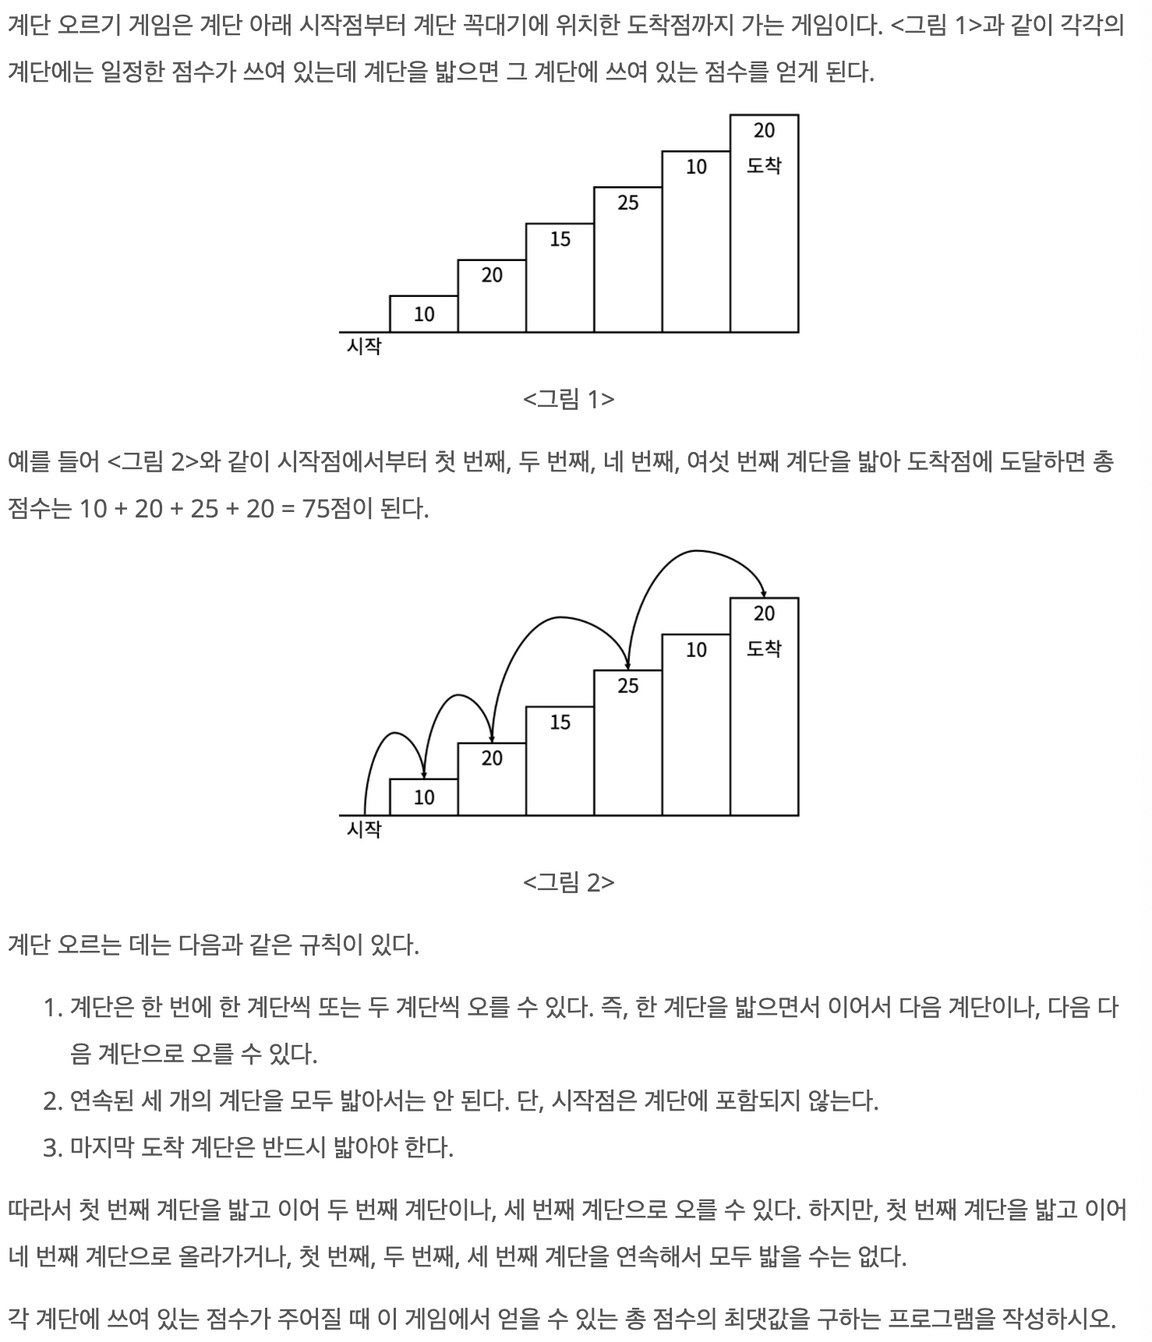 계단 오르기 게임은 계단 아래 시작점부터 계단 꼭대기에 위치한 도착점까지 가는 게임이다. <그림 1>과 같이 각각의
계단에는 일정한 점수가 쓰여 있는데 계단을 밟으면 그 계단에 쓰여 있는 점수를 얻게 된다.
20
도착
10
25
15
20
10
시작
<그림 1>
예를 들어 <그림 2>와 같이 시작점에서부터 첫 번째, 두 번째, 네 번째, 여섯 번째 계단을 밟아 도착점에 도달하면 총
점수는 10 + 20 + 25 + 20 = 75점이 된다.
20
도착
10
25
15
20
10
시작
<그림 2>
계단 오르는 데는 다음과 같은 규칙이 있다.
1. 계단은 한 번에 한 계단씩 또는 두 계단씩 오를 수 있다. 즉, 한 계단을 밟으면서 이어서 다음 계단이나, 다음 다
음 계단으로 오를 수 있다.
2. 연속된 세 개의 계단을 모두 밟아서는 안 된다. 단, 시작점은 계단에 포함되지 않는다.
3. 마지막 도착 계단은 반드시 밟아야 한다.
따라서 첫 번째 계단을 밟고 이어 두 번째 계단이나, 세 번째 계단으로 오를 수 있다. 하지만, 첫 번째 계단을 밟고 이어
네 번째 계단으로 올라가거나, 첫 번째, 두 번째, 세 번째 계단을 연속해서 모두 밟을 수는 없다.
각 계단에 쓰여 있는 점수가 주어질 때 이 게임에서 얻을 수 있는 총 점수의 최댓값을 구하는 프로그램을 작성하시오.